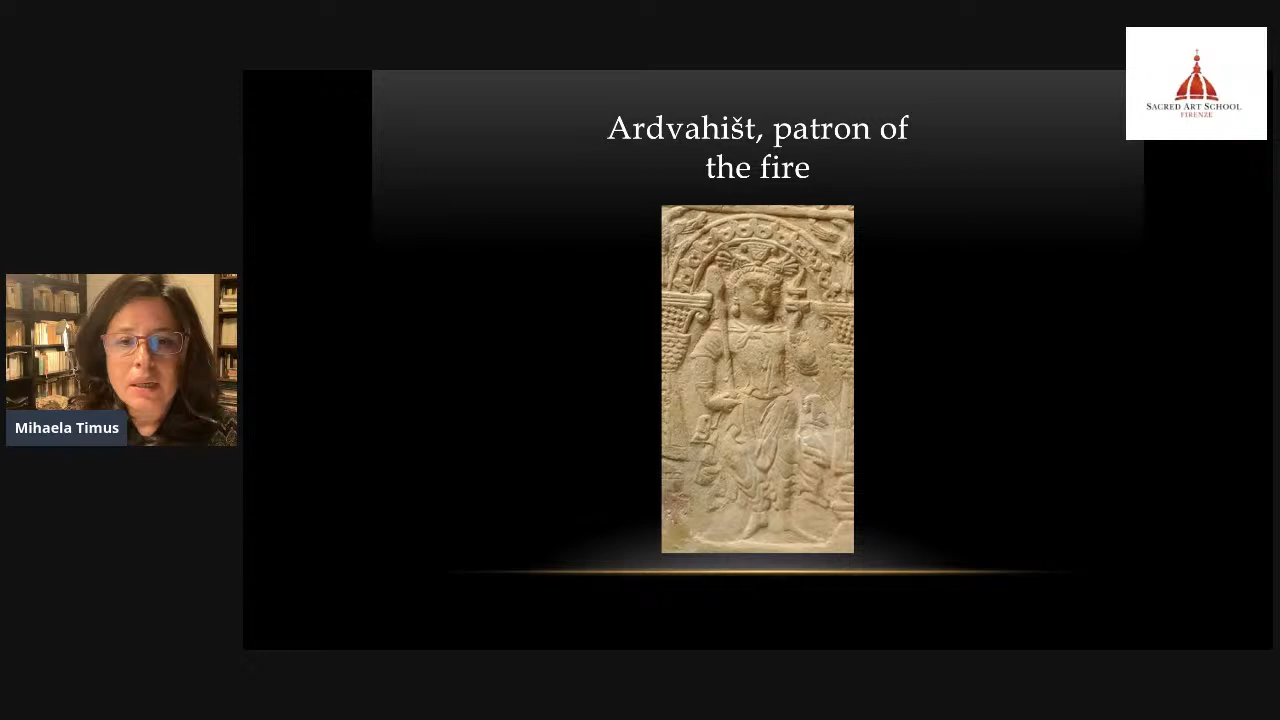 Ardvahišt, patron of
the fire
SACRED ART SCHOOL
FIRENZE
Mihaela Timus